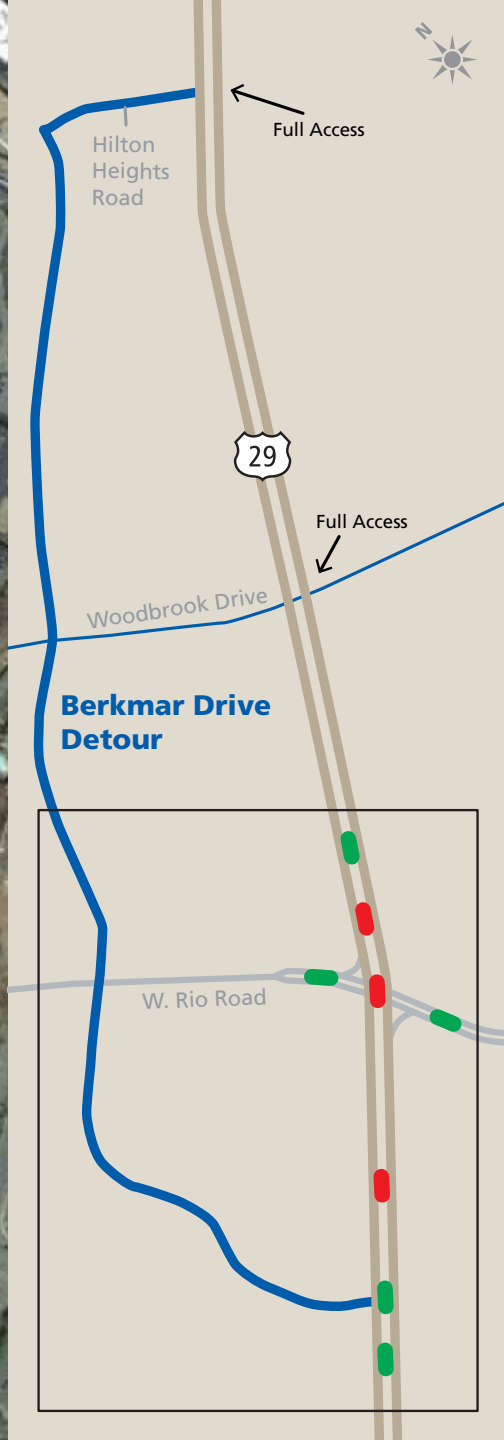 N
Full Access
Hilton
Heights
Road
29
Full Access
Woodbrook Drive
Berkmar Drive
Detour
W. Rio Road